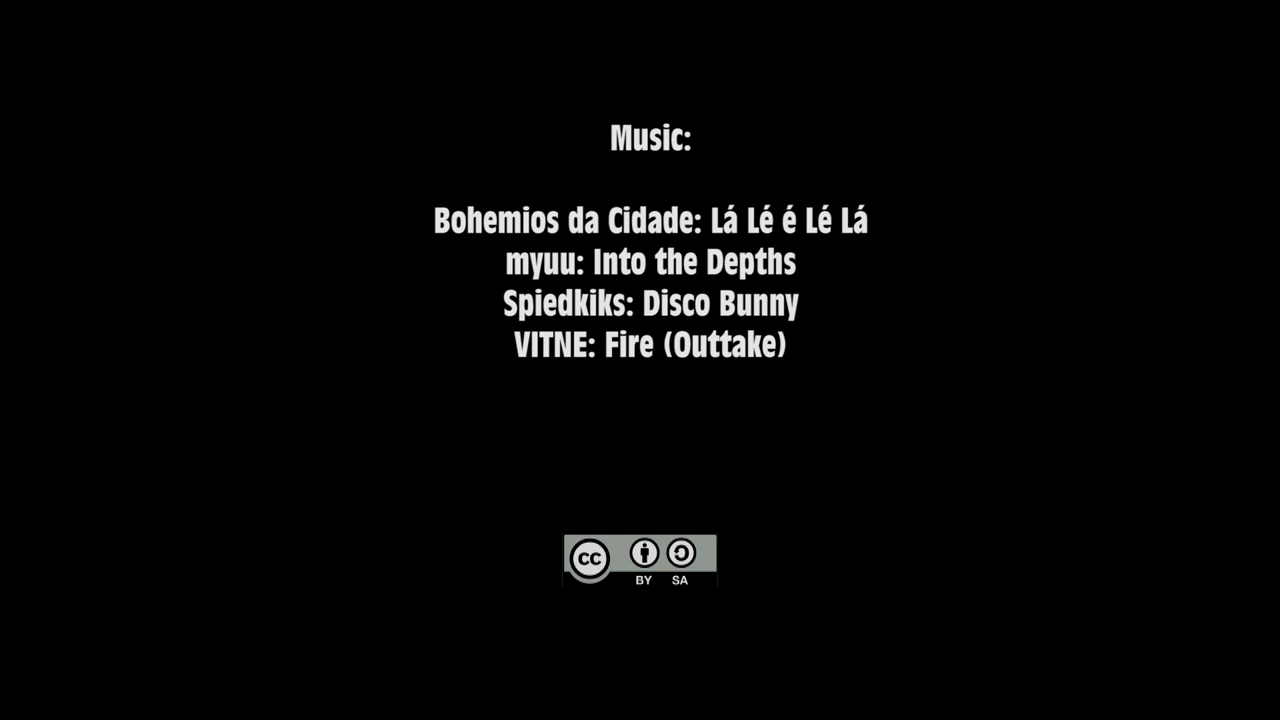 Music:
Bohemios da Cidade: Lá Lé é Lé Lá
myuu: Into the Depths
Spiedkiks: Disco Bunny
VITNE: Fire (Outtake)
cc
BY SA